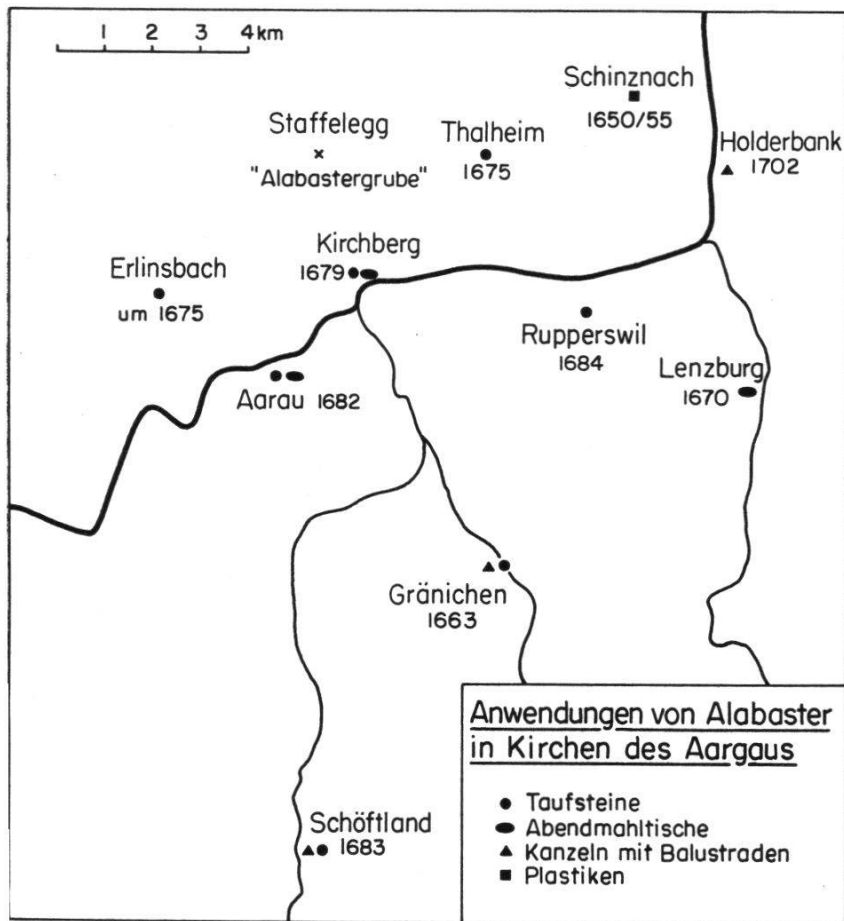 1 2 3 4 km
Schinznach
1650/55
Staffelegg
"Alabastergrube"
Thalheim
1675
Holderbank
1702
Kirchberg
1679
Erlinsbach
um 1675
Rupperswil
1684
Lenzburg
1670
Aarau 1682
Gränichen
1663
Schöftland
1683
Anwendungen von Alabaster
in Kirchen des Aargaus
Taufsteine
Abendmahltische
Kanzeln mit Balustraden
Plastiken